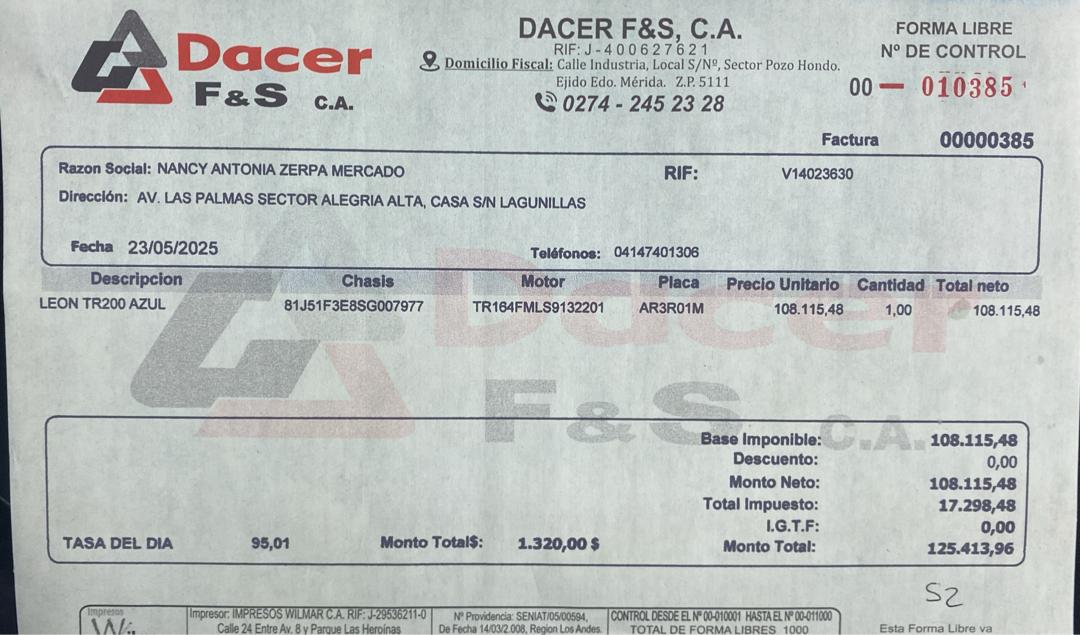 Dacer
F&S C.A.
DACER F&S, C.A.
RIF: J-400627621
Domicilio Fiscal: Calle Industria, Local S/Nº, Sector Pozo Hondo.
Ejido Edo. Mérida. Z.P. 5111
0274 - 245 23 28
FORMA LIBRE
Nº DE CONTROL
00 — 010385
Factura 00000385
Razon Social: NANCY ANTONIA ZERPA MERCADO RIF: V14023630
Dirección: AV. LAS PALMAS SECTOR ALEGRIA ALTA, CASA S/N LAGUNILLAS
Fecha 23/05/2025 Teléfonos: 04147401306
Descripcion Chasis Motor Placa Precio Unitario Cantidad Total neto
LEON TR200 AZUL 81J51F3E8SG007977 TR164FMLS9132201 AR3R01M 108.115,48 1,00 108.115,48
Dacer
F&S C.A.
Base Imponible: 108.115,48
Descuento: 0,00
Monto Neto: 108.115,48
Total Impuesto: 17.298,48
I.G.T.F: 0,00
TASA DEL DIA 95,01 Monto Total$: 1.320,00 $ Monto Total: 125.413,96
52
Impresos
Impresor: IMPRESOS WILMAR C.A. RIF: J-29536211-0
Calle 24 Entre Av. 8 y Parque Las Heroínas
Nº Providencia: SENIAT/05/00594,
De Fecha 14/03/2.008, Region Los Andes.
CONTROL DESDE EL Nº 00-010001 HASTA EL Nº 00-011000
TOTAL DE FORMA LIBRES 1000
Esta Forma Libre va